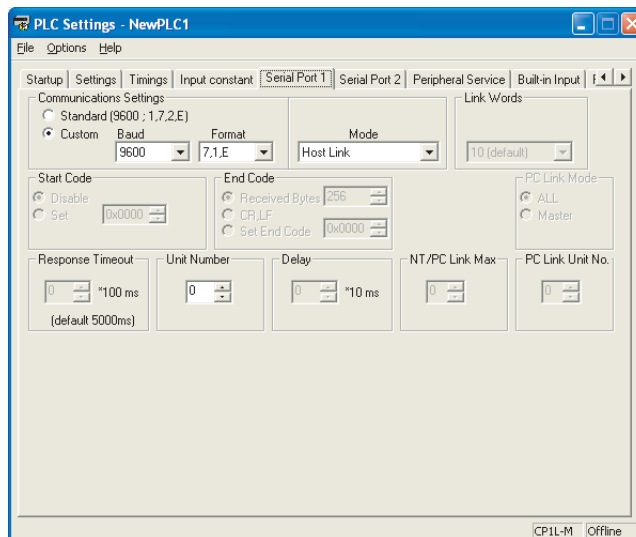 PLC Settings - NewPLC1
File Options Help
Startup Settings Timings Input constant Serial Port 1 Serial Port 2 Peripheral Service Built-in Input
Communications Settings Link Words
Standard (9600 ; 1,7,2,E)
Custom Baud Format Mode
9600 7,1,E Host Link 10 (default)
Start Code End Code PC Link Mode
Disable Received Bytes 256 ALL
Set 0x0000 CR,LF Master
Set End Code 0x0000
Response Timeout Unit Number Delay NT/PC Link Max PC Link Unit No.
0 *100 ms 0 0 *10 ms 0 0
(default 5000ms)
CP1L-M Offline